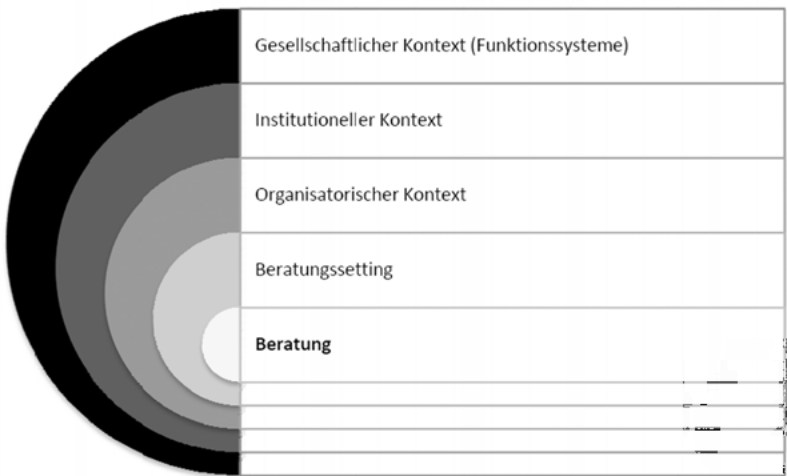 Gesellschaftlicher Kontext (Funktionssysteme)
Institutioneller Kontext
Organisatorischer Kontext
Beratungssetting
Beratung